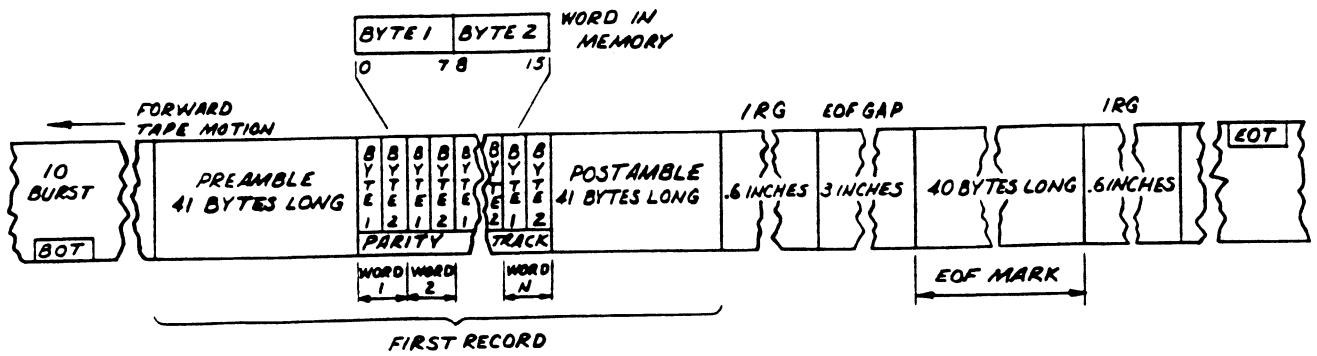 BYTE 1 BYTE 2
WORD IN
MEMORY
0 7 8 15
FORWARD
TAPE MOTION
IRG
EOF GAP
IRG
10
BURST
BOT
PREAMBLE
41 BYTES LONG
BYTE 1
BYTE 2
BYTE 1
BYTE 2
BYTE 1
BYTE 2
BYTE 1
BYTE 2
PARITY TRACK
POSTAMBLE
41 BYTES LONG
.6 INCHES
3 INCHES
40 BYTES LONG
.6 INCHES
EOT
WORD
1
WORD
2
WORD
N
EOF MARK
FIRST RECORD